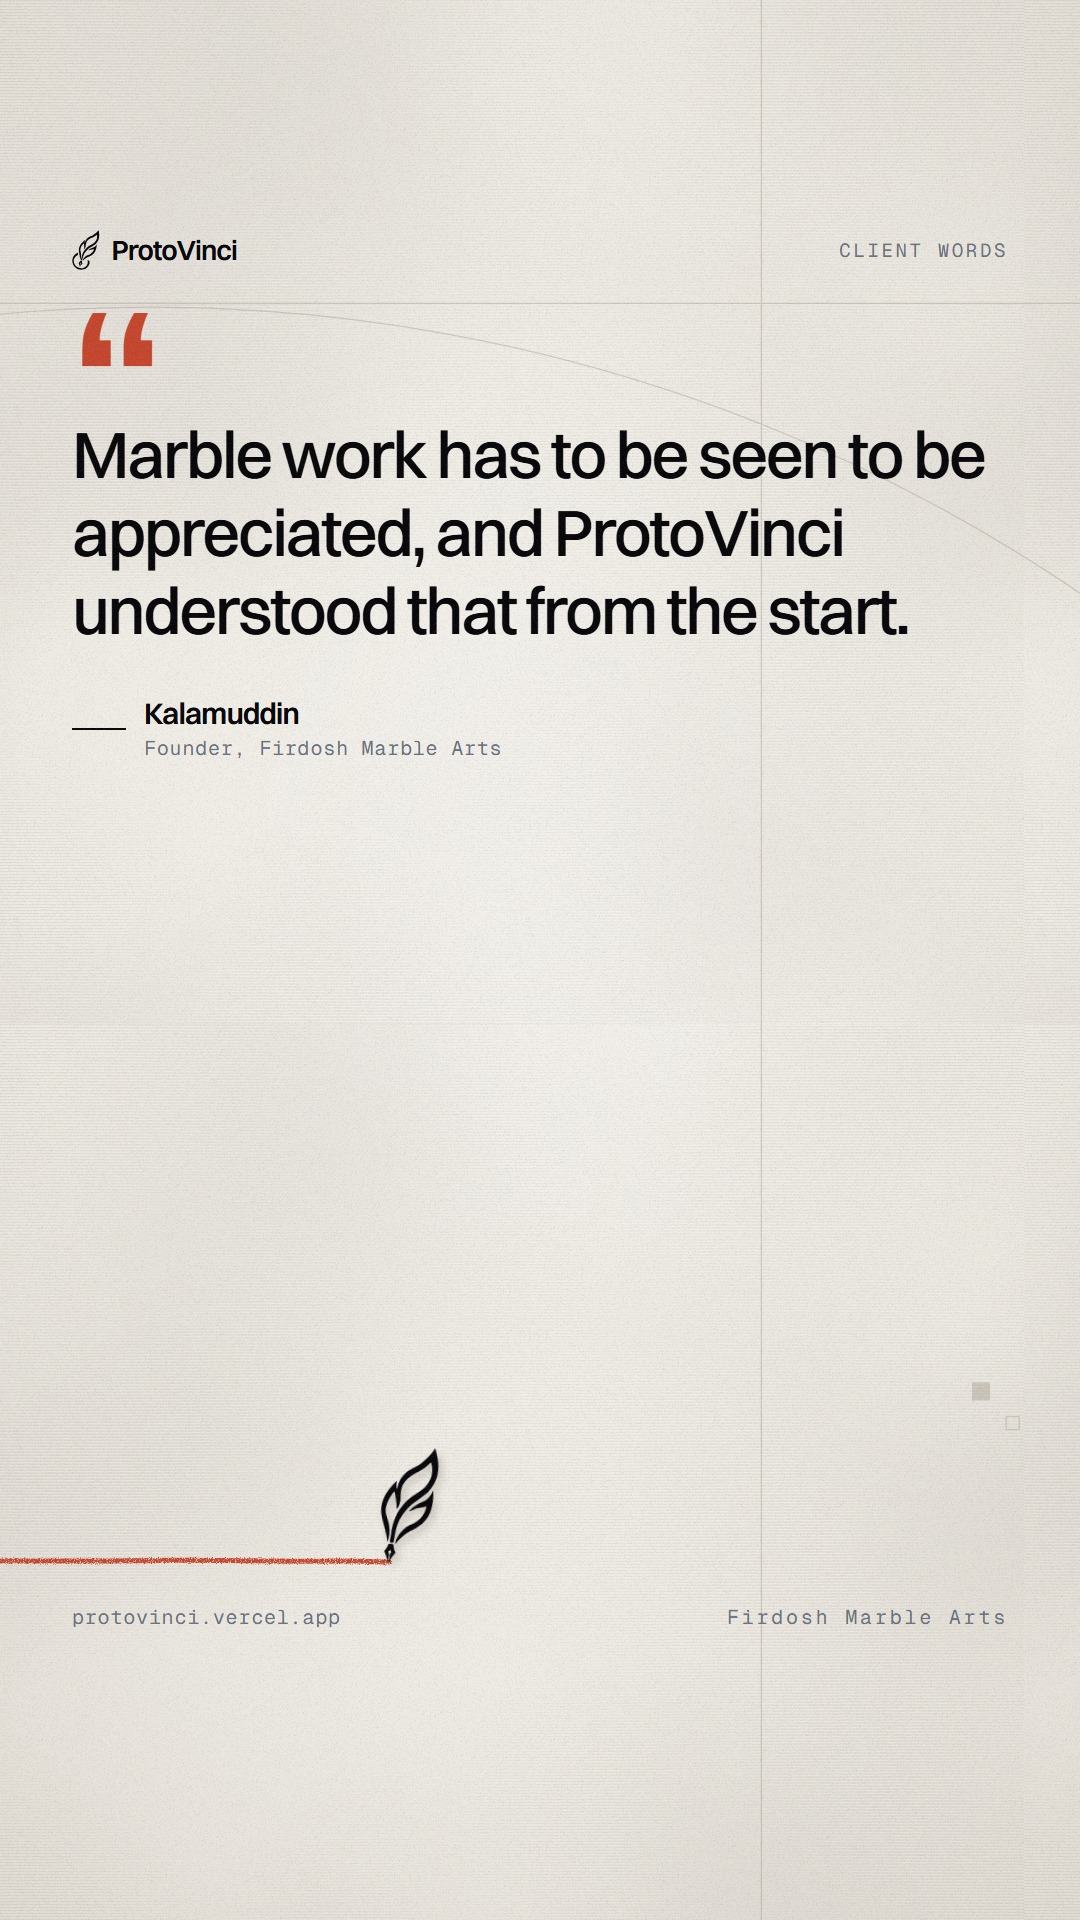 ProtoVinci
CLIENT WORDS
“
Marble work has to be seen to be
appreciated, and ProtoVinci
understood that from the start.
Kalamuddin
Founder, Firdosh Marble Arts
protovinci.vercel.app
Firdosh Marble Arts